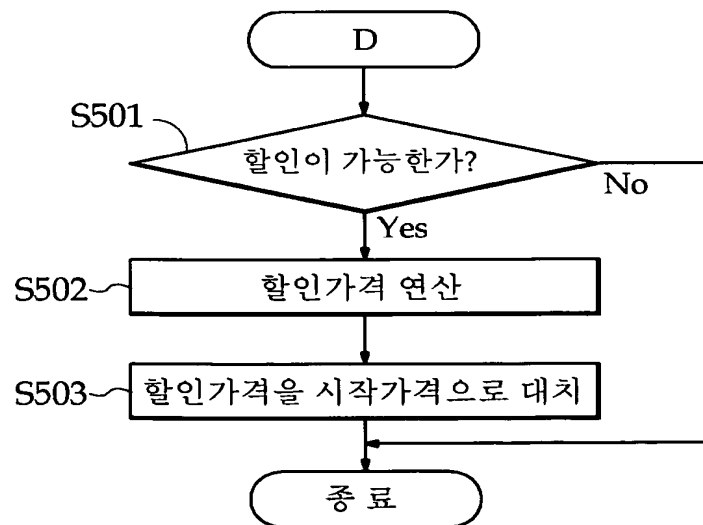 D
S501
할인이 가능한가?
No
Yes
S502
할인가격 연산
S503
할인가격을 시작가격으로 대치
종 료